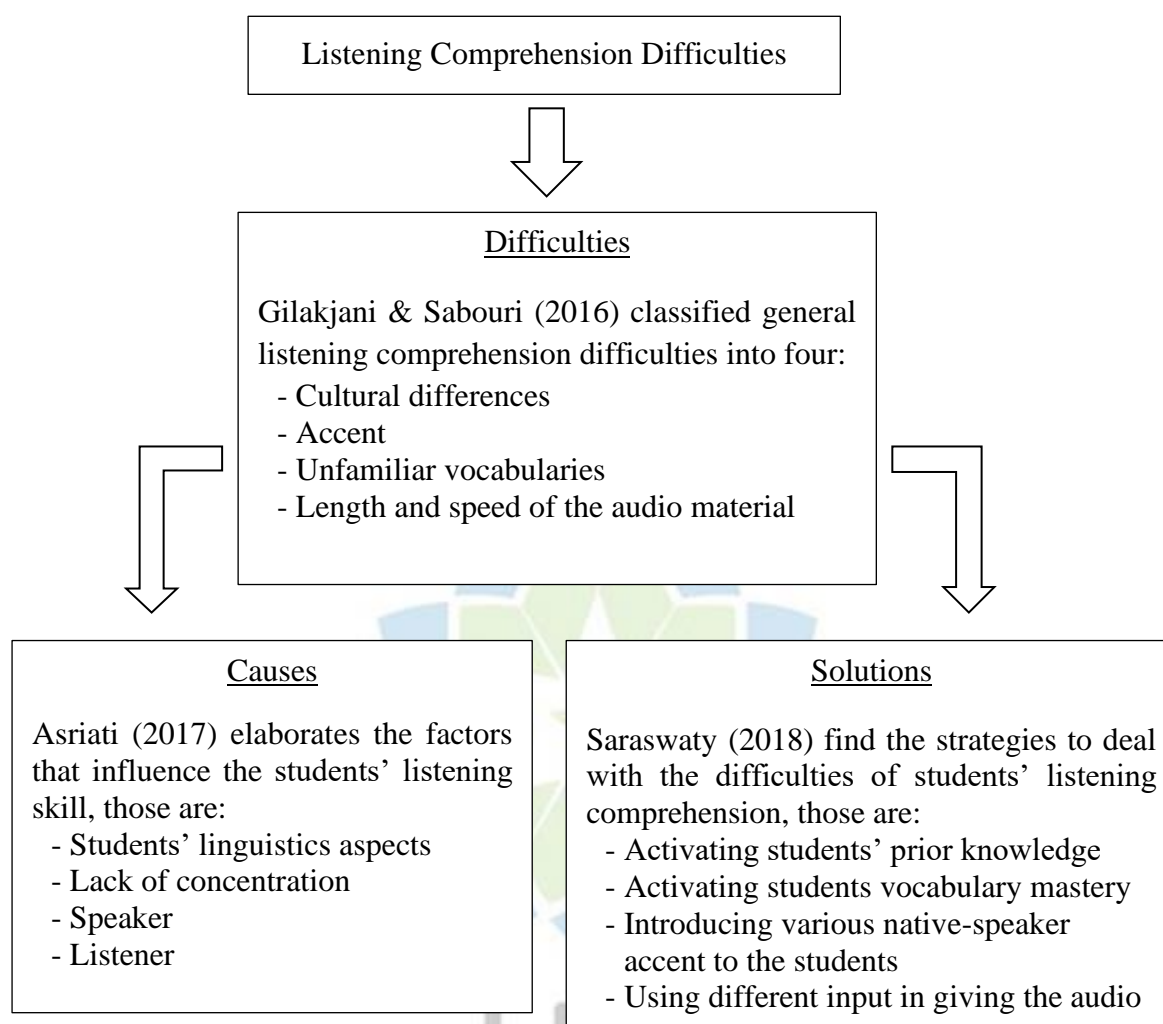 Listening Comprehension Difficulties
Difficulties
Gilakjani & Sabouri (2016) classified general
listening comprehension difficulties into four:
- Cultural differences
- Accent
- Unfamiliar vocabularies
- Length and speed of the audio material
Causes
Asriati (2017) elaborates the factors
that influence the students’ listening
skill, those are:
- Students’ linguistics aspects
- Lack of concentration
- Speaker
- Listener
Solutions
Saraswaty (2018) find the strategies to deal
with the difficulties of students’ listening
comprehension, those are:
- Activating students’ prior knowledge
- Activating students vocabulary mastery
- Introducing various native-speaker
accent to the students
- Using different input in giving the audio